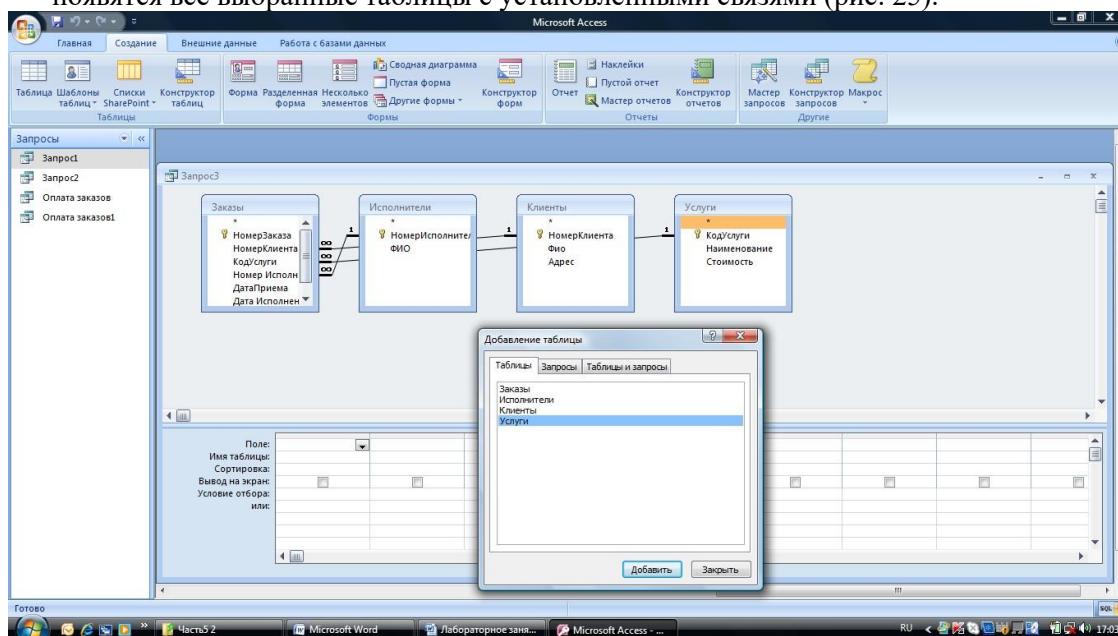 появятся все выбранные таблицы с установленными связями (рис. 25).
Microsoft Access
Главная Создание Внешние данные Работа с базами данных
Таблица Шаблоны таблиц Списки SharePoint Конструктор таблиц
Таблицы
Форма Разделенная форма Несколько элементов
Сводная диаграмма
Пустая форма
Другие формы
Конструктор форм
Формы
Отчет
Наклейки
Пустой отчет
Мастер отчетов
Конструктор отчетов
Отчеты
Мастер запросов Конструктор запросов Макрос
Другие
Запросы
Запрос1
Запрос2
Оплата заказов
Оплата заказов1
Запрос3
Заказы
*
НомерЗаказа
НомерКлиента
КодУслуги
Номер Исполн
ДатаПриема
Дата Исполнен
∞
∞
∞
1
Исполнители
*
НомерИсполнител
ФИО
1
Клиенты
*
НомерКлиента
Фио
Адрес
1
Услуги
*
КодУслуги
Наименование
Стоимость
Добавление таблицы
Таблицы Запросы Таблицы и запросы
Заказы
Исполнители
Клиенты
Услуги
Добавить Закрыть
Поле:
Имя таблицы:
Сортировка:
Вывод на экран:
Условие отбора:
или:
Готово
SQL
Часть5 2 Microsoft Word Лабораторное заня... Microsoft Access - ... RU 17:03